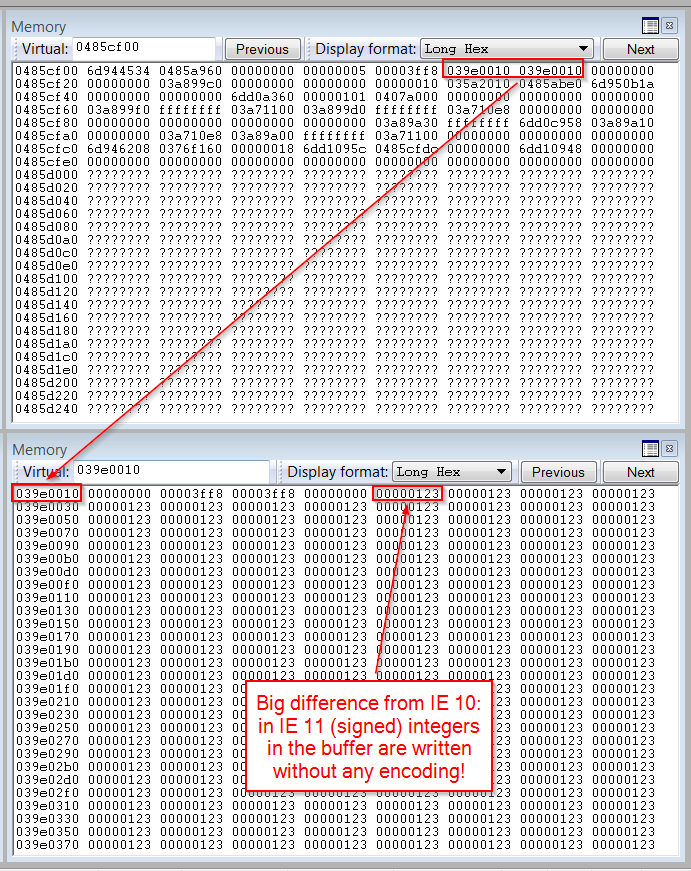 Memory
Virtual: 0485cf00 Previous Display format: Long Hex Next
0485cf00 6d944534 0485a960 00000000 00000005 00003ff8 039e0010 039e0010 00000000
0485cf20 00000000 03a899c0 00000000 00000000 00000010 035a2010 0485abe0 6d950b1a
0485cf40 00000000 00000000 6dd0a360 00000101 0407a000 00000000 00000000 00000000
0485cf60 03a899f0 ffffffff 03a71100 03a899d0 ffffffff 03a710e8 00000000 00000000
0485cf80 00000000 00000000 00000000 00000000 03a89a30 ffffffff 6dd0c958 03a89a10
0485cfa0 00000000 03a710e8 03a89a00 ffffffff 03a71100 00000000 00000000 00000000
0485cfc0 6d946208 0376f160 00000018 6dd1095c 0485cfdc 00000000 6dd10948 00000000
0485cfe0 00000000 00000000 00000000 00000000 00000000 00000000 00000000 00000000
0485d000 ???????? ???????? ???????? ???????? ???????? ???????? ???????? ????????
0485d020 ???????? ???????? ???????? ???????? ???????? ???????? ???????? ????????
0485d040 ???????? ???????? ???????? ???????? ???????? ???????? ???????? ????????
0485d060 ???????? ???????? ???????? ???????? ???????? ???????? ???????? ????????
0485d080 ???????? ???????? ???????? ???????? ???????? ???????? ???????? ????????
0485d0a0 ???????? ???????? ???????? ???????? ???????? ???????? ???????? ????????
0485d0c0 ???????? ???????? ???????? ???????? ???????? ???????? ???????? ????????
0485d0e0 ???????? ???????? ???????? ???????? ???????? ???????? ???????? ????????
0485d100 ???????? ???????? ???????? ???????? ???????? ???????? ???????? ????????
0485d120 ???????? ???????? ???????? ???????? ???????? ???????? ???????? ????????
0485d140 ???????? ???????? ???????? ???????? ???????? ???????? ???????? ????????
0485d160 ???????? ???????? ???????? ???????? ???????? ???????? ???????? ????????
0485d180 ???????? ???????? ???????? ???????? ???????? ???????? ???????? ????????
0485d1a0 ???????? ???????? ???????? ???????? ???????? ???????? ???????? ????????
0485d1c0 ???????? ???????? ???????? ???????? ???????? ???????? ???????? ????????
0485d1e0 ???????? ???????? ???????? ???????? ???????? ???????? ???????? ????????
0485d200 ???????? ???????? ???????? ???????? ???????? ???????? ???????? ????????
0485d220 ???????? ???????? ???????? ???????? ???????? ???????? ???????? ????????
0485d240 ???????? ???????? ???????? ???????? ???????? ???????? ???????? ????????
Memory
Virtual: 039e0010 Display format: Long Hex Previous Next
039e0010 00000000 00003ff8 00003ff8 00000000 00000123 00000123 00000123 00000123
039e0030 00000123 00000123 00000123 00000123 00000123 00000123 00000123 00000123
039e0050 00000123 00000123 00000123 00000123 00000123 00000123 00000123 00000123
039e0070 00000123 00000123 00000123 00000123 00000123 00000123 00000123 00000123
039e0090 00000123 00000123 00000123 00000123 00000123 00000123 00000123 00000123
039e00b0 00000123 00000123 00000123 00000123 00000123 00000123 00000123 00000123
039e00d0 00000123 00000123 00000123 00000123 00000123 00000123 00000123 00000123
039e00f0 00000123 00000123 00000123 00000123 00000123 00000123 00000123 00000123
039e0110 00000123 00000123 00000123 00000123 00000123 00000123 00000123 00000123
039e0130 00000123 00000123 00000123 00000123 00000123 00000123 00000123 00000123
039e0150 00000123 00000123 00000123 00000123 00000123 00000123 00000123 00000123
039e0170 00000123 00000123 00000123 00000123 00000123 00000123 00000123 00000123
039e0190 00000123 00000123 00000123 00000123 00000123 00000123 00000123 00000123
039e01b0 00000123 00000123 00000123 00000123 00000123 00000123 00000123 00000123
039e01d0 00000123 00000123 00000123 00000123 00000123 00000123 00000123 00000123
039e01f0 00000123 00000123 00000123 00000123
039e0210 00000123 00000123 00000123 00000123
039e0230 00000123 00000123 00000123 00000123
039e0250 00000123 00000123 00000123 00000123
039e0270 00000123 00000123 00000123 00000123
039e0290 00000123 00000123 00000123 00000123
039e02b0 00000123 00000123 00000123 00000123
039e02d0 00000123 00000123 00000123 00000123
039e02f0 00000123 00000123 00000123 00000123
039e0310 00000123 00000123 00000123 00000123 00000123 00000123 00000123 00000123
039e0330 00000123 00000123 00000123 00000123 00000123 00000123 00000123 00000123
039e0350 00000123 00000123 00000123 00000123 00000123 00000123 00000123 00000123
039e0370 00000123 00000123 00000123 00000123 00000123 00000123 00000123 00000123
Big difference from IE 10:
in IE 11 (signed) integers
in the buffer are written
without any encoding!